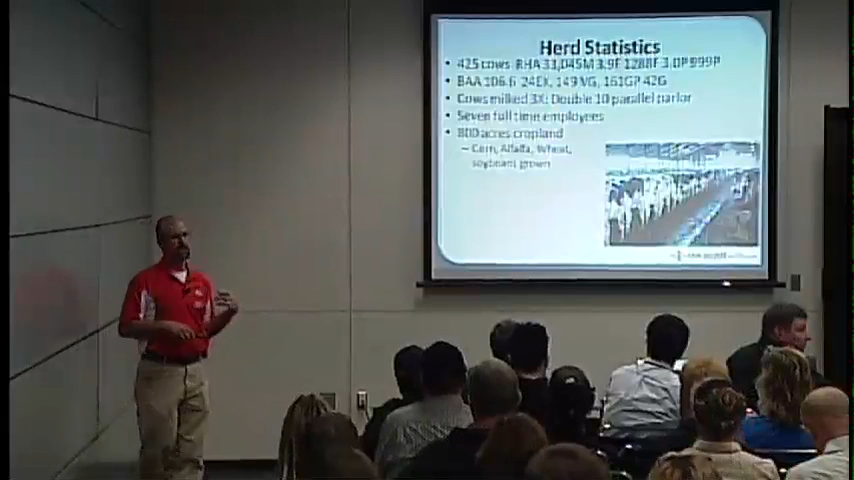 Herd Statistics
• 425 cows RHA 33,045M 3.9F 1288F 3.0P 999P
• BAA 106.6 24EX, 149 VG, 161GP 42G
• Cows milked 3X; Double 10 parallel parlor
• Seven full time employees
• 800 acres cropland
– Corn, Alfalfa, Wheat,
soybeans grown